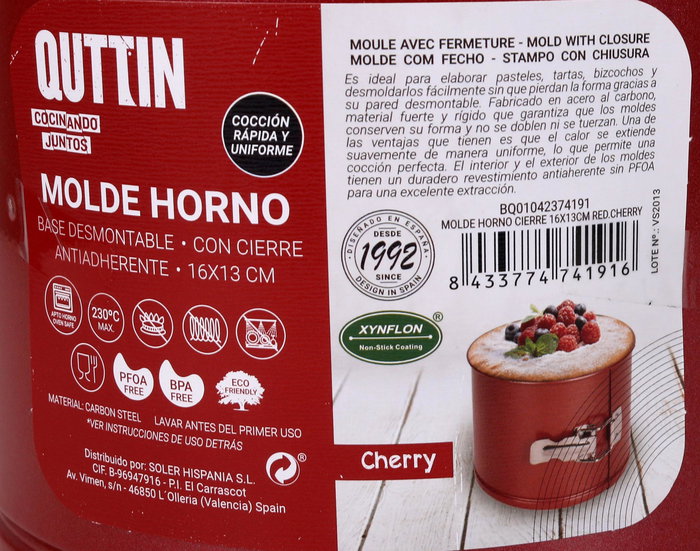 QUTTIN
COCINANDO
JUNTOS
COCCIÓN
RÁPIDA Y
UNIFORME
MOLDE HORNO
BASE DESMONTABLE • CON CIERRE
ANTIADHERENTE • 16X13 CM
APTO HORNO
OVEN SAFE
230ºC
MAX.
PFOA
FREE
BPA
FREE
ECO
FRIENDLY
MATERIAL: CARBON STEEL
LAVAR ANTES DEL PRIMER USO
*VER INSTRUCCIONES DE USO DETRÁS
Distribuido por: SOLER HISPANIA S.L.
CIF. B-96947916 - P.I. El Carrascot
Av. Vimen, s/n - 46850 L´Olleria (Valencia) Spain
MOULE AVEC FERMETURE - MOLD WITH CLOSURE
MOLDE COM FECHO - STAMPO CON CHIUSURA
Es ideal para elaborar pasteles, tartas, bizcochos y
desmoldarlos fácilmente sin que pierdan la forma gracias a
su pared desmontable. Fabricado en acero al carbono,
material fuerte y rígido que garantiza que los moldes
conserven su forma y no se doblen ni se tuerzan. Una de
las ventajas que tienen es que el calor se extiende
suavemente de manera uniforme, lo que permite una
cocción perfecta. El interior y el exterior de los moldes
tienen un duradero revestimiento antiaherente sin PFOA
para una excelente extracción.
BQ01042374191
MOLDE HORNO CIERRE 16X13CM RED.CHERRY
8 433774 741916
LOTE Nº.: VS2013
DISEÑADO EN ESPAÑA
DESDE
1992
SINCE
DESIGN IN SPAIN
XYNFLON ®
Non-Stick Coating
Cherry